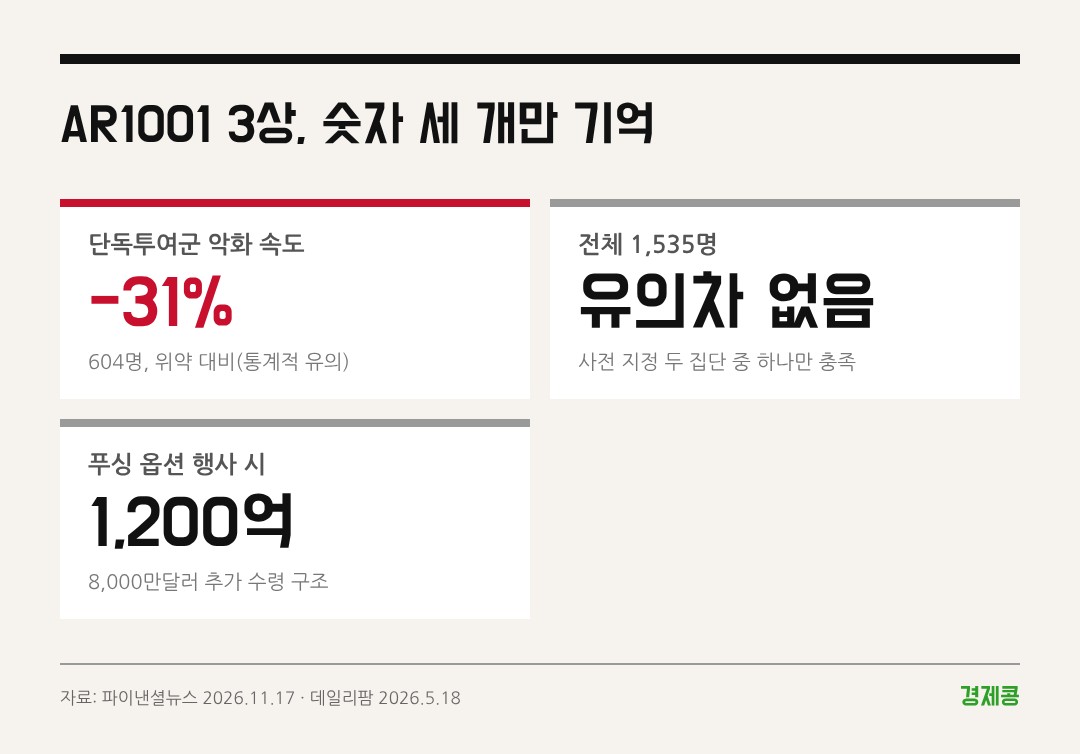 AR1001 3상, 숫자 세 개만 기억
단독투여군 악화 속도
-31%
604명, 위약 대비(통계적 유의)
전체 1,535명
유의차 없음
사전 지정 두 집단 중 하나만 충족
푸싱 옵션 행사 시
1,200억
8,000만달러 추가 수령 구조
자료: 파이낸셜뉴스 2026.11.17 · 데일리팜 2026.5.18
경제콩